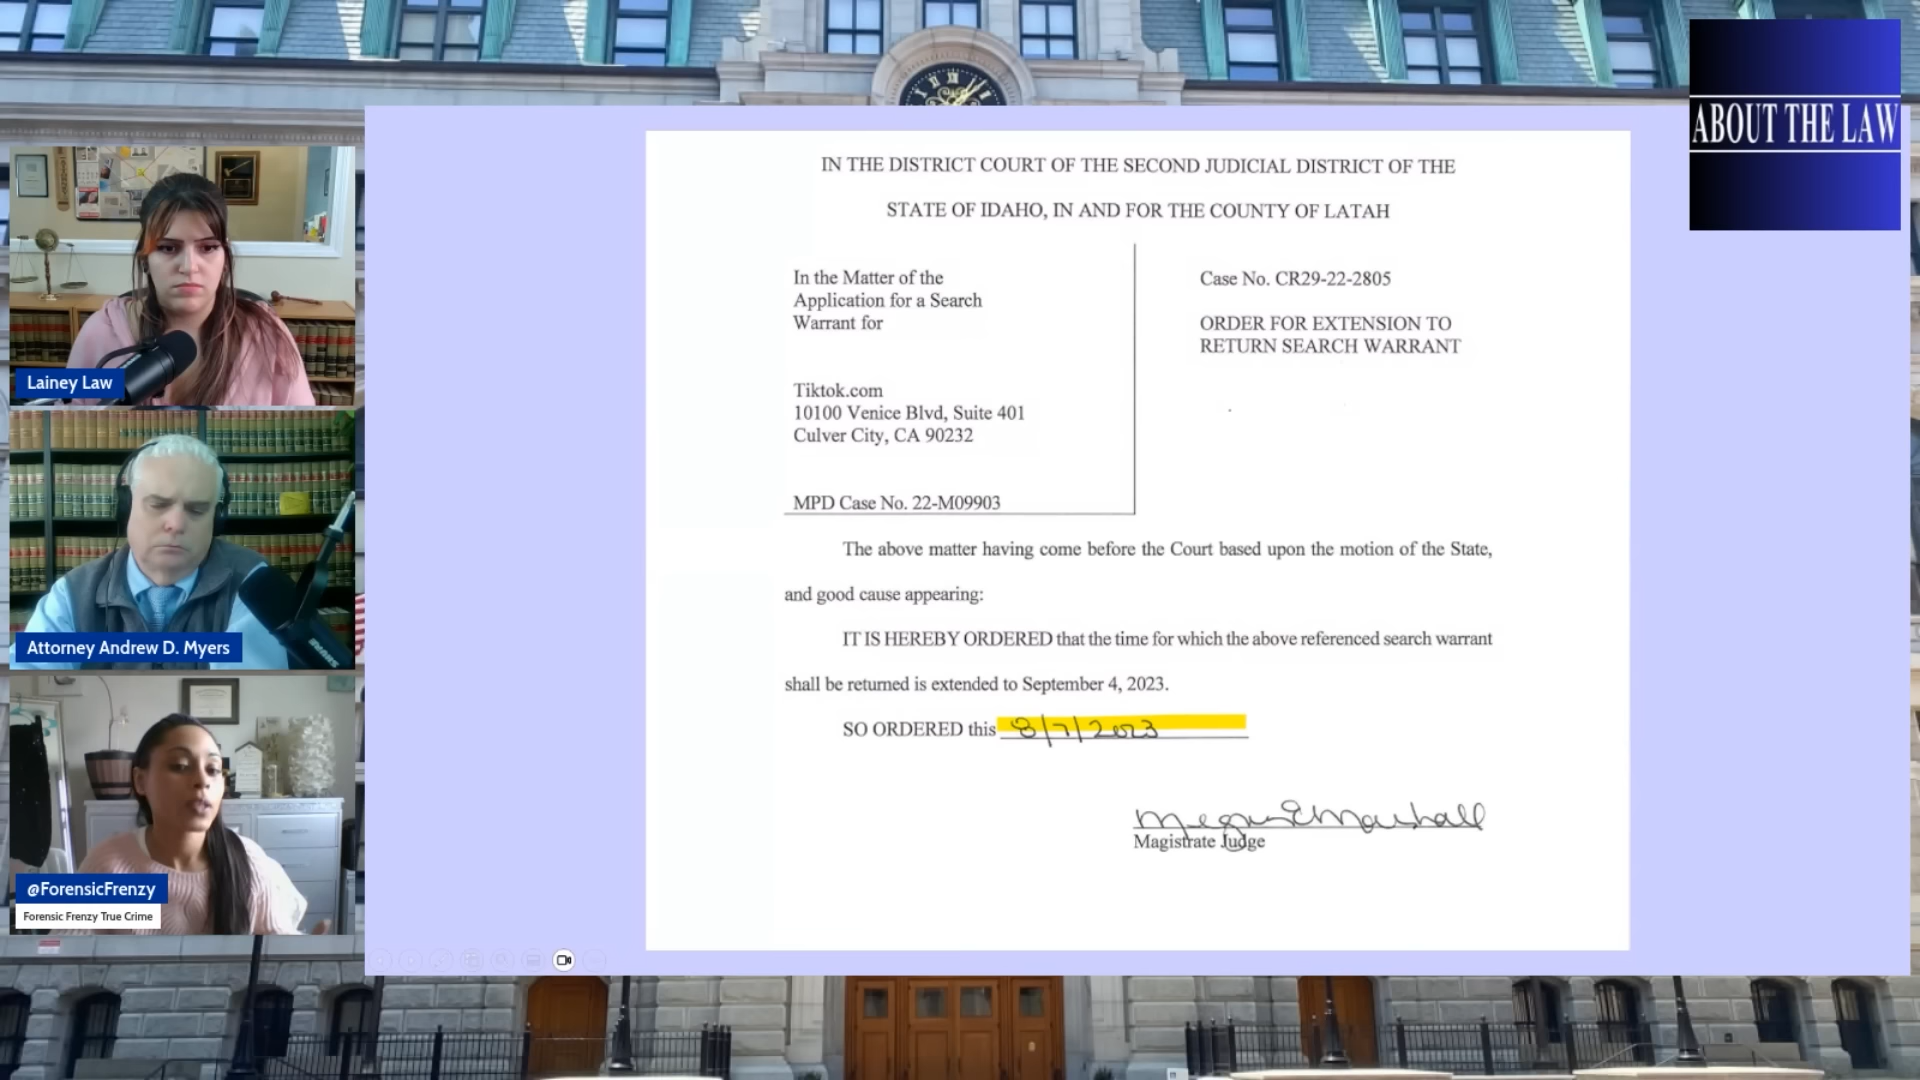 ABOUT THE LAW
IN THE DISTRICT COURT OF THE SECOND JUDICIAL DISTRICT OF THE
STATE OF IDAHO, IN AND FOR THE COUNTY OF LATAH
In the Matter of the
Application for a Search
Warrant for
Tiktok.com
10100 Venice Blvd, Suite 401
Culver City, CA 90232
MPD Case No. 22-M09903
Case No. CR29-22-2805
ORDER FOR EXTENSION TO
RETURN SEARCH WARRANT
The above matter having come before the Court based upon the motion of the State,
and good cause appearing:
IT IS HEREBY ORDERED that the time for which the above referenced search warrant
shall be returned is extended to September 4, 2023.
SO ORDERED this 8/7/2023
Megan E Marshall
Magistrate Judge
Lainey Law
Attorney Andrew D. Myers
@ForensicFrenzy
Forensic Frenzy True Crime